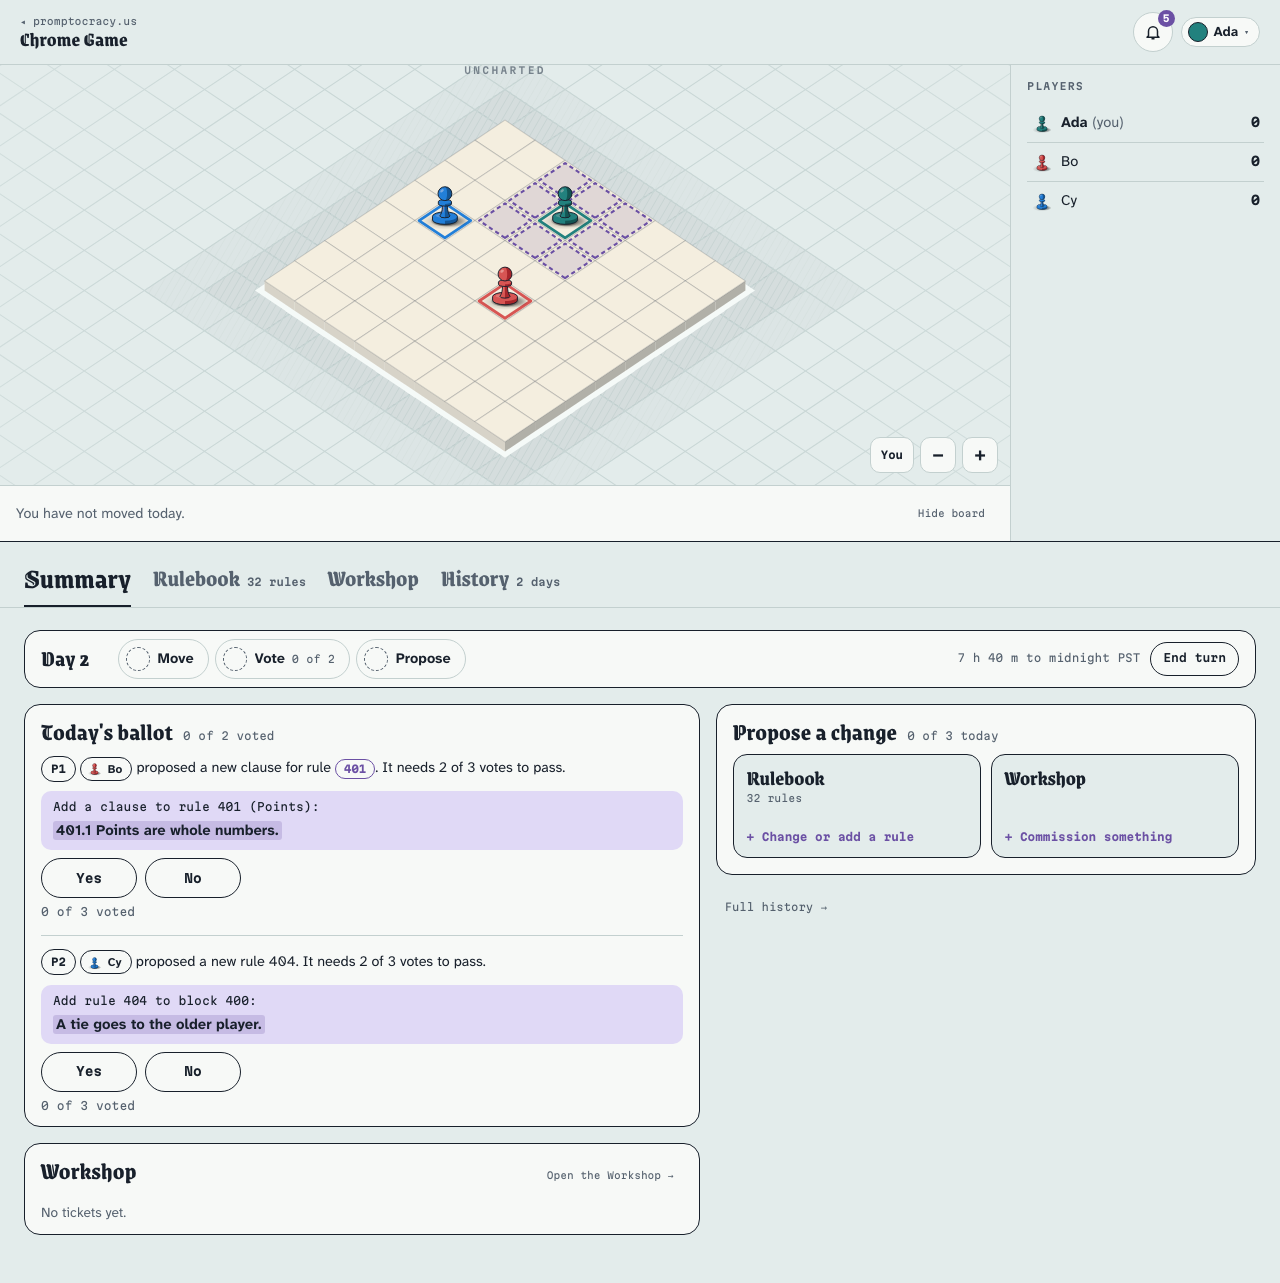 ◂ promptocracy.us
Chrome Game
5
Ada ▾
UNCHARTED
PLAYERS
Ada (you) 0
Bo 0
Cy 0
You − +
You have not moved today.
Hide board
Summary Rulebook 32 rules Workshop History 2 days
Day 2 Move Vote 0 of 2 Propose 7 h 40 m to midnight PST End turn
Today's ballot 0 of 2 voted
P1 Bo proposed a new clause for rule 401. It needs 2 of 3 votes to pass.
Add a clause to rule 401 (Points):
401.1 Points are whole numbers.
Yes No
0 of 3 voted
P2 Cy proposed a new rule 404. It needs 2 of 3 votes to pass.
Add rule 404 to block 400:
A tie goes to the older player.
Yes No
0 of 3 voted
Workshop
Open the Workshop →
No tickets yet.
Propose a change 0 of 3 today
Rulebook
32 rules
+ Change or add a rule
Workshop
+ Commission something
Full history →